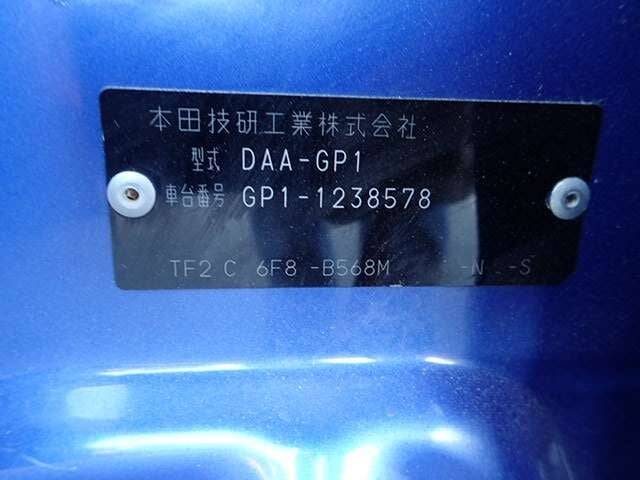 本田技研工業株式会社
型式 DAA-GP1
車台番号 GP1-1238578
TF2 C 6F8 -B568M -N -S